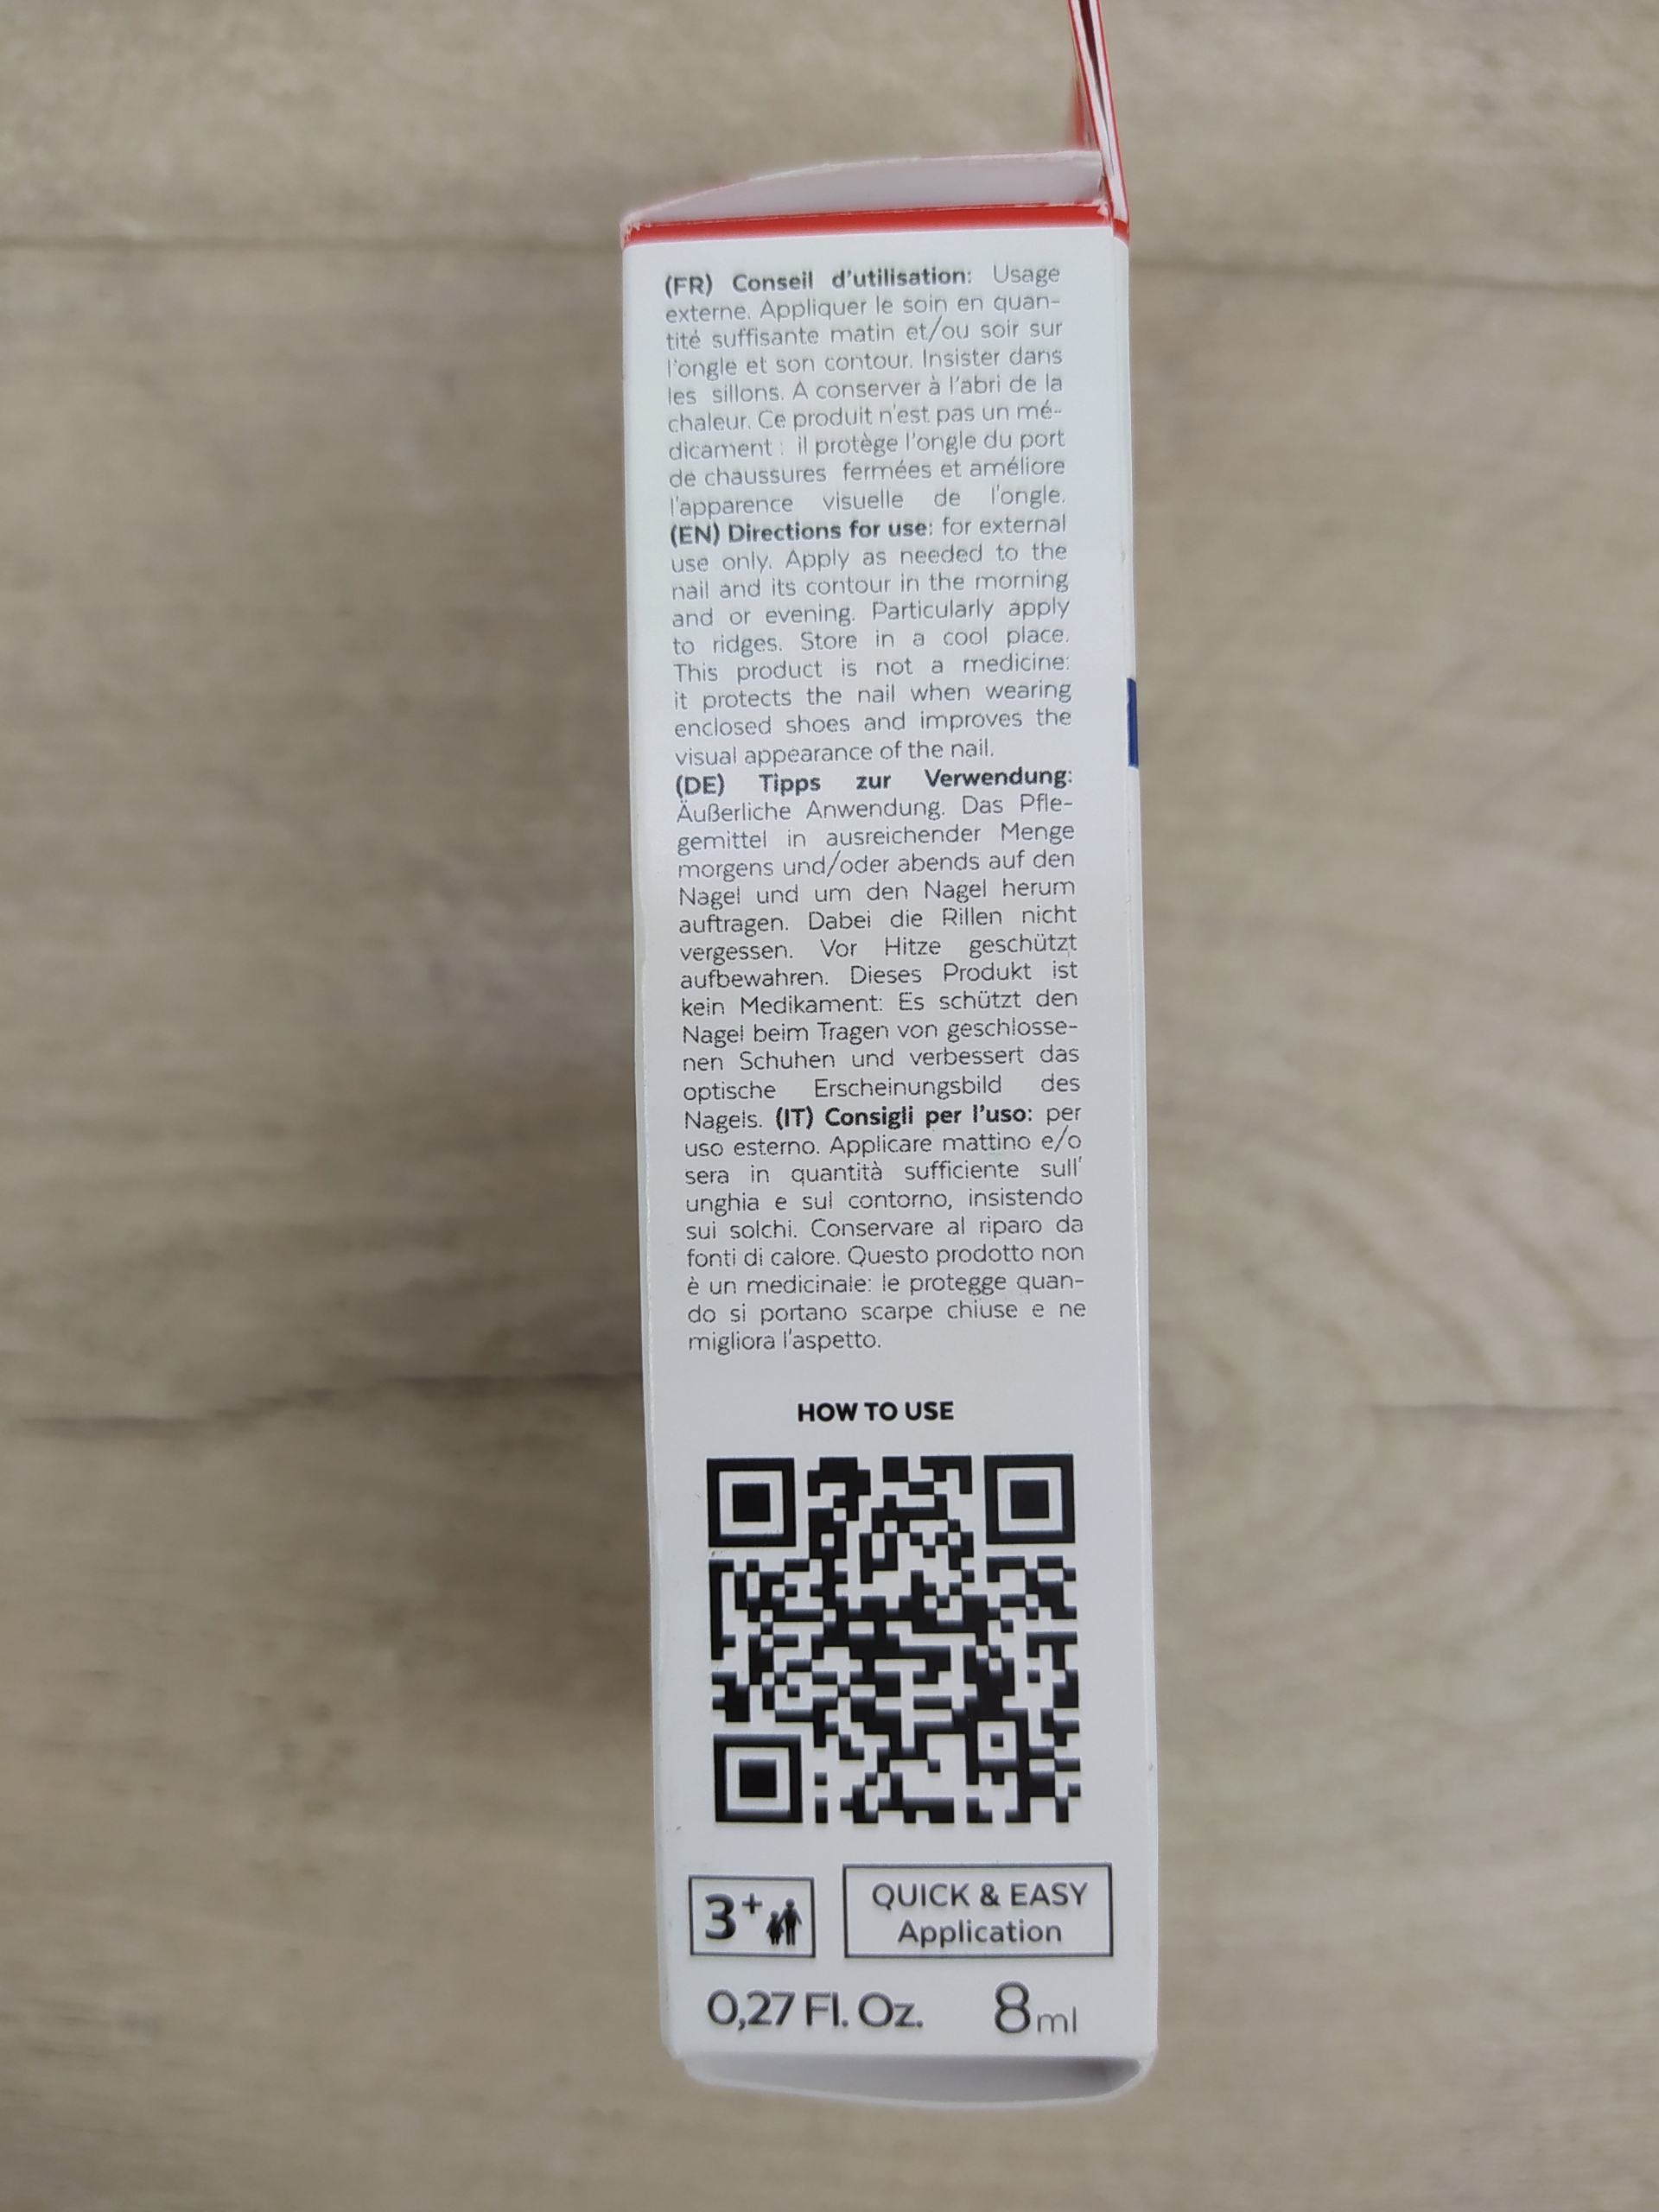 (FR) Conseil d'utilisation: Usage
externe. Appliquer le soin en quan-
tité suffisante matin et/ou soir sur
l'ongle et son contour. Insister dans
les sillons. A conserver à l'abri de la
chaleur. Ce produit n'est pas un mé-
dicament : il protège l'ongle du port
de chaussures fermées et améliore
l'apparence visuelle de l'ongle.
(EN) Directions for use: for external
use only. Apply as needed to the
nail and its contour in the morning
and or evening. Particularly apply
to ridges. Store in a cool place.
This product is not a medicine:
it protects the nail when wearing
enclosed shoes and improves the
visual appearance of the nail.
(DE) Tipps zur Verwendung:
Äußerliche Anwendung. Das Pfle-
gemittel in ausreichender Menge
morgens und/oder abends auf den
Nagel und um den Nagel herum
auftragen. Dabei die Rillen nicht
vergessen. Vor Hitze geschützt
aufbewahren. Dieses Produkt ist
kein Medikament: Es schützt den
Nagel beim Tragen von geschlosse-
nen Schuhen und verbessert das
optische Erscheinungsbild des
Nagels. (IT) Consigli per l'uso: per
uso esterno. Applicare mattino e/o
sera in quantità sufficiente sull'
unghia e sul contorno, insistendo
sui solchi. Conservare al riparo da
fonti di calore. Questo prodotto non
è un medicinale: le protegge quan-
do si portano scarpe chiuse e ne
migliora l'aspetto.
HOW TO USE
3+
QUICK & EASY
Application
0,27 Fl. Oz. 8ml